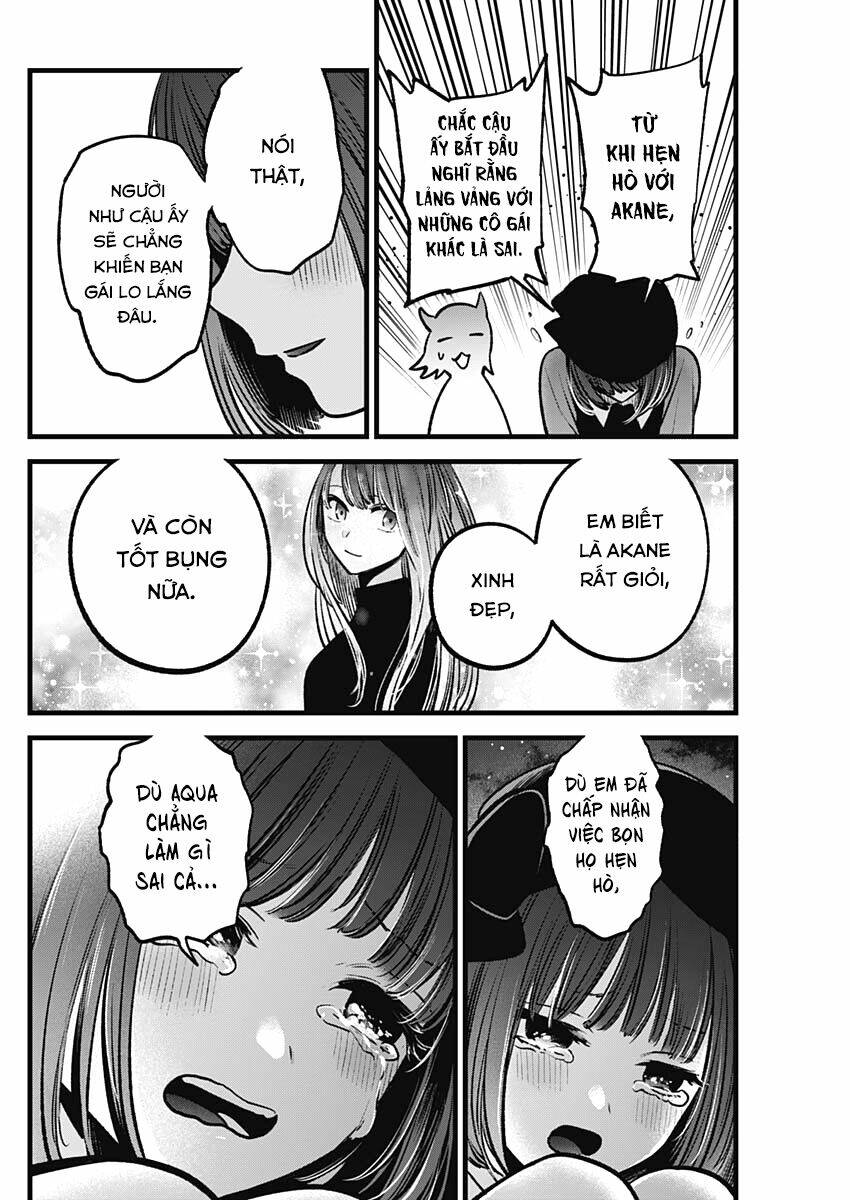 TỪ
KHI HẸN
HÒ VỚI
AKANE,
CHẮC CẬU
ẤY BẮT ĐẦU
NGHĨ RẰNG
LẢNG VẢNG VỚI
NHỮNG CÔ GÁI
KHÁC LÀ SAI.
NÓI
THẬT,
NGƯỜI
NHƯ CẬU ẤY
SẼ CHẲNG
KHIẾN BẠN
GÁI LO LẮNG
ĐÂU.
EM BIẾT
LÀ AKANE
RẤT GIỎI,
XINH
ĐẸP,
VÀ CÒN
TỐT BỤNG
NỮA.
DÙ EM ĐÃ
CHẤP NHẬN
VIỆC BỌN
HỌ HẸN
HÒ,
DÙ AQUA
CHẲNG
LÀM GÌ
SAI CẢ...